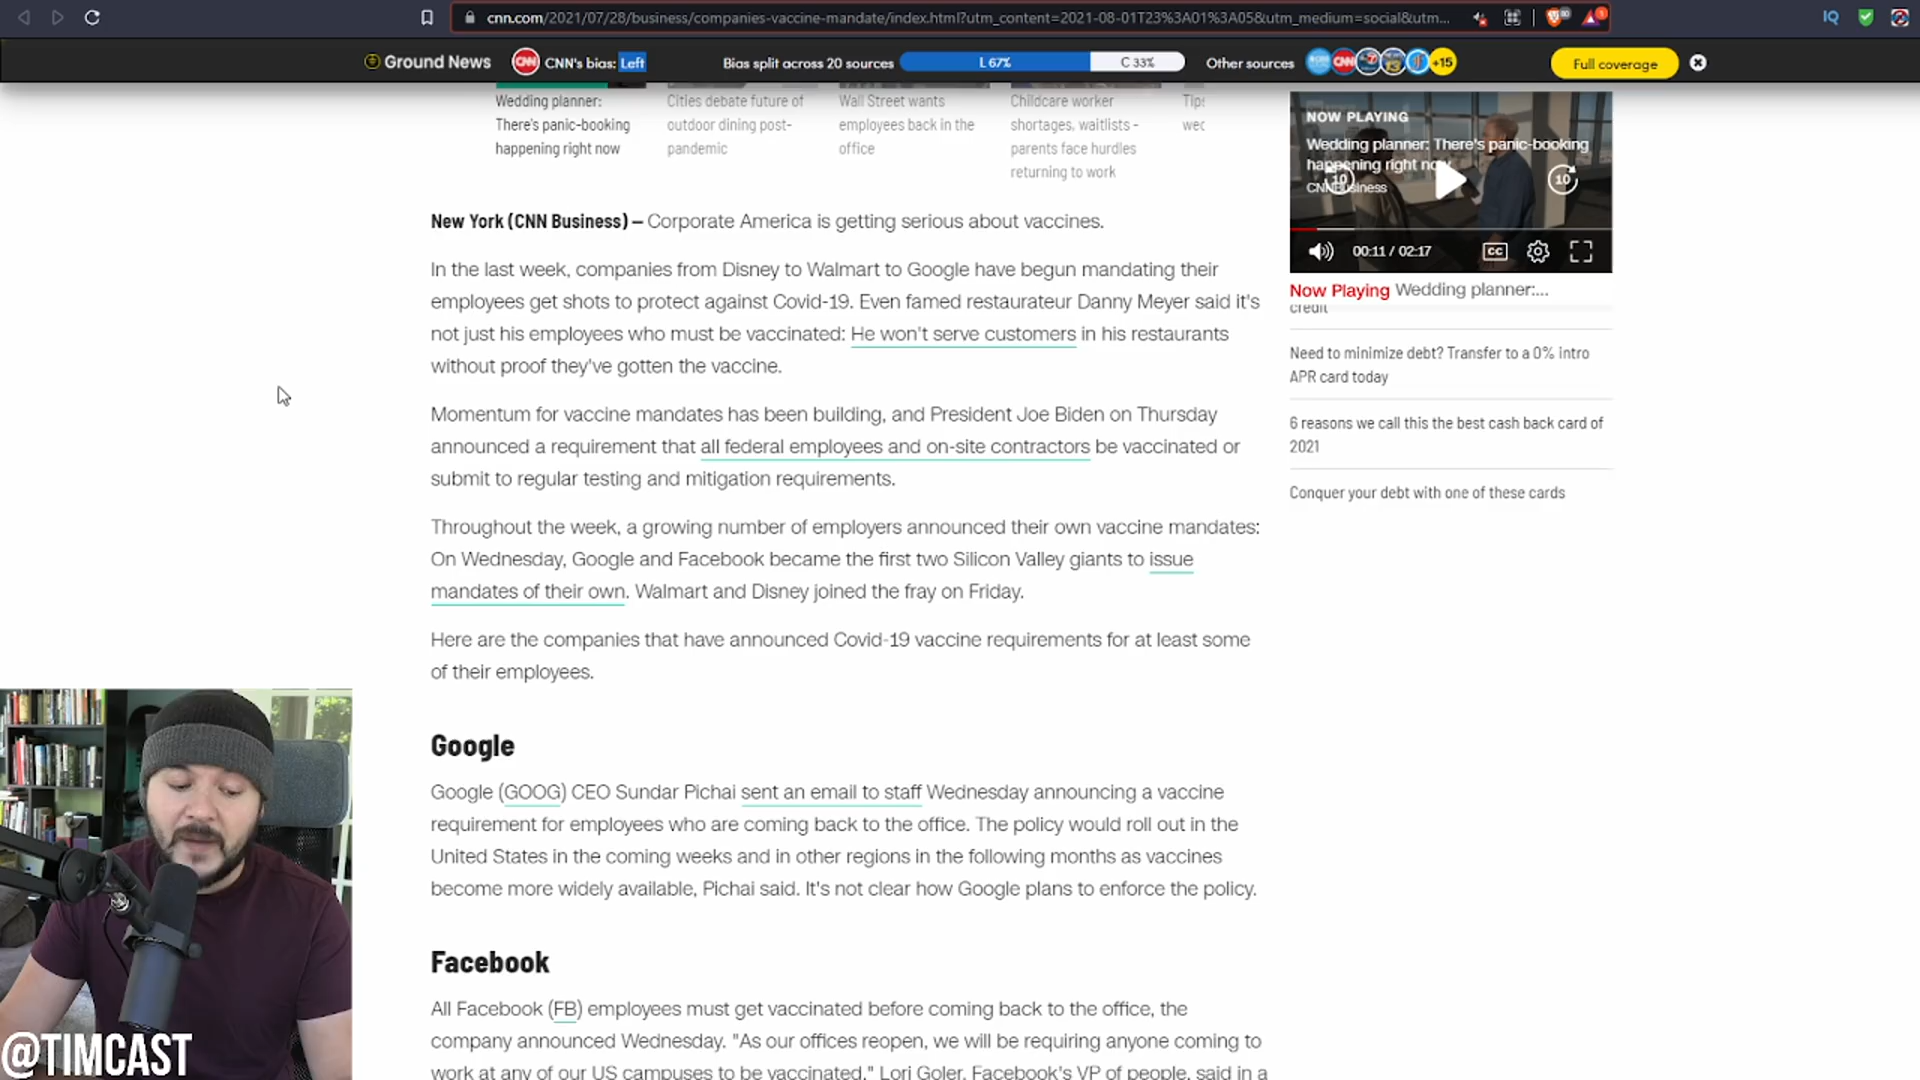 cnn.com/2021/07/28/business/companies-vaccine-mandate/index.html?utm_content=2021-08-01T23%3A01%3A05&utm_medium=social&utm...
IQ
Ground News
CNN
CNN's bias: Left
Bias split across 20 sources
L 67%
C 33%
Other sources
+15
Full coverage
Wedding planner:
There's panic-booking
happening right now
Cities debate future of
outdoor dining post-
pandemic
Wall Street wants
employees back in the
office
Childcare worker
shortages, waitlists -
parents face hurdles
returning to work
Tips
wed
New York (CNN Business) — Corporate America is getting serious about vaccines.
In the last week, companies from Disney to Walmart to Google have begun mandating their
employees get shots to protect against Covid-19. Even famed restaurateur Danny Meyer said it's
not just his employees who must be vaccinated: He won't serve customers in his restaurants
without proof they've gotten the vaccine.
Momentum for vaccine mandates has been building, and President Joe Biden on Thursday
announced a requirement that all federal employees and on-site contractors be vaccinated or
submit to regular testing and mitigation requirements.
Throughout the week, a growing number of employers announced their own vaccine mandates:
On Wednesday, Google and Facebook became the first two Silicon Valley giants to issue
mandates of their own. Walmart and Disney joined the fray on Friday.
Here are the companies that have announced Covid-19 vaccine requirements for at least some
of their employees.
Google
Google (GOOG) CEO Sundar Pichai sent an email to staff Wednesday announcing a vaccine
requirement for employees who are coming back to the office. The policy would roll out in the
United States in the coming weeks and in other regions in the following months as vaccines
become more widely available, Pichai said. It's not clear how Google plans to enforce the policy.
Facebook
All Facebook (FB) employees must get vaccinated before coming back to the office, the
company announced Wednesday. "As our offices reopen, we will be requiring anyone coming to
work at any of our US campuses to be vaccinated," Lori Goler, Facebook's VP of people, said in a
NOW PLAYING
Wedding planner: There's panic-booking
happening right now
CNNBusiness
10
10
00:11 / 02:17
CC
Now Playing Wedding planner:...
credit
Need to minimize debt? Transfer to a 0% intro
APR card today
6 reasons we call this the best cash back card of
2021
Conquer your debt with one of these cards
@TIMCAST